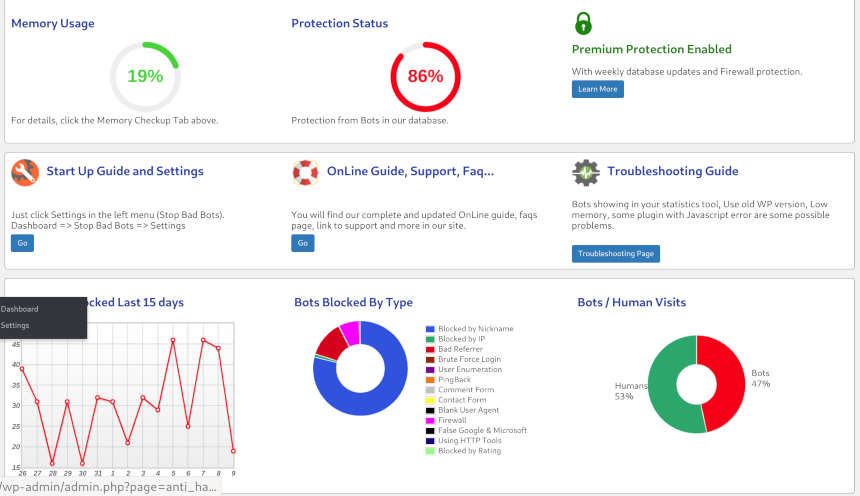 Memory Usage
19%
For details, click the Memory Checkup Tab above.
Protection Status
86%
Protection from Bots in our database.
Premium Protection Enabled
With weekly database updates and Firewall protection.
Learn More
Start Up Guide and Settings
Just click Settings in the left menu (Stop Bad Bots).
Dashboard => Stop Bad Bots => Settings
Go
OnLine Guide, Support, Faq...
You will find our complete and updated OnLine guide, faqs
page, link to support and more in our site.
Go
Troubleshooting Guide
Bots showing in your statistics tool, Use old WP version, Low
memory, some plugin with Javascript error are some possible
problems.
Troubleshooting Page
cked Last 15 days
Dashboard
Settings
45
40
35
30
25
20
15
26 27 28 29 30 31 1 2 3 4 5 6 7 8 9
Bots Blocked By Type
Blocked by Nickname
Blocked by IP
Bad Referrer
Brute Force Login
User Enumeration
PingBack
Comment Form
Contact Form
Blank User Agent
Firewall
False Google & Microsoft
Using HTTP Tools
Blocked by Rating
Bots / Human Visits
Humans
53%
Bots
47%
/wp-admin/admin.php?page=anti_ha...